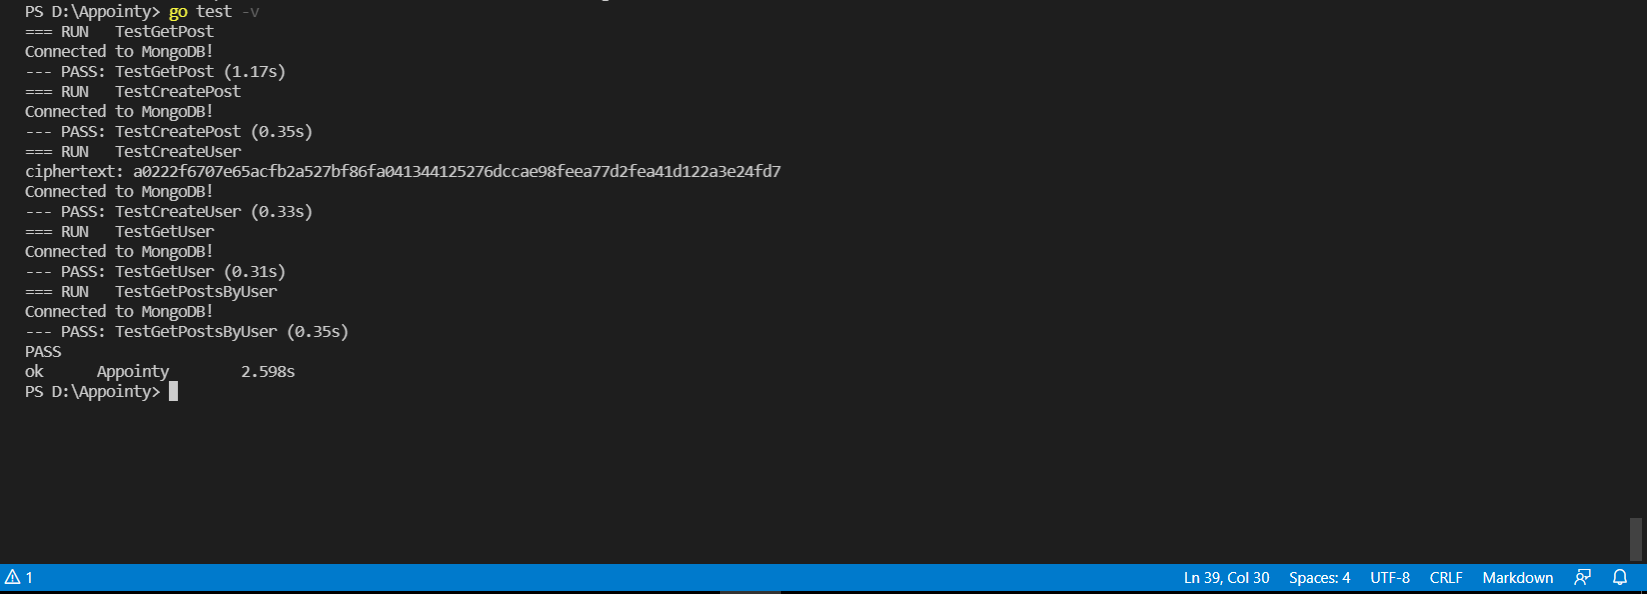 PS D:\Appointy> go test -v
=== RUN   TestGetPost
Connected to MongoDB!
--- PASS: TestGetPost (1.17s)
=== RUN   TestCreatePost
Connected to MongoDB!
--- PASS: TestCreatePost (0.35s)
=== RUN   TestCreateUser
ciphertext: a0222f6707e65acfb2a527bf86fa041344125276dccae98feea77d2fea41d122a3e24fd7
Connected to MongoDB!
--- PASS: TestCreateUser (0.33s)
=== RUN   TestGetUser
Connected to MongoDB!
--- PASS: TestGetUser (0.31s)
=== RUN   TestGetPostsByUser
Connected to MongoDB!
--- PASS: TestGetPostsByUser (0.35s)
PASS
ok      Appointy        2.598s
PS D:\Appointy>
1 Ln 39, Col 30 Spaces: 4 UTF-8 CRLF Markdown